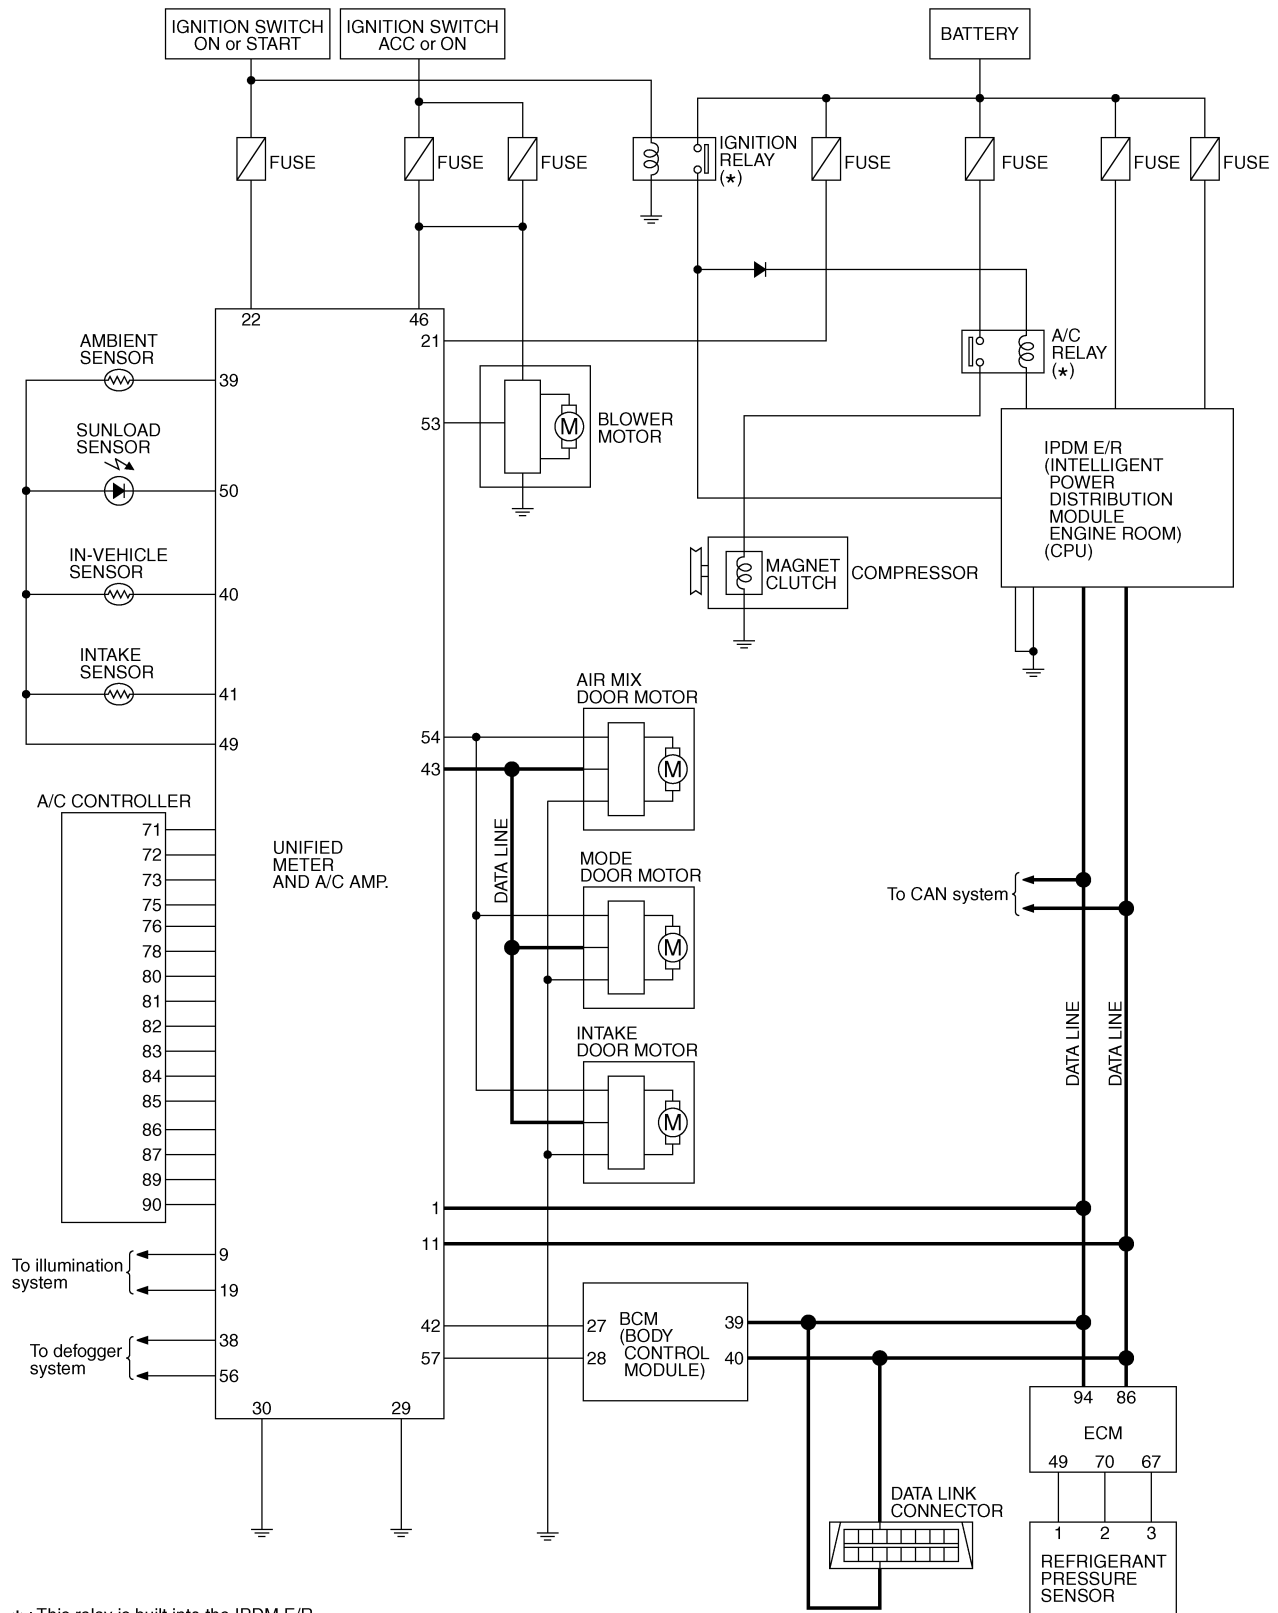 IGNITION SWITCH
ON or START
IGNITION SWITCH
ACC or ON
BATTERY
FUSE
FUSE
FUSE
IGNITION
RELAY
(*)
FUSE
FUSE
FUSE
FUSE
22
46
21
A/C
RELAY
(*)
AMBIENT
SENSOR
39
53
BLOWER
MOTOR
SUNLOAD
SENSOR
50
M
IPDM E/R
(INTELLIGENT
POWER
DISTRIBUTION
MODULE
ENGINE ROOM)
(CPU)
IN-VEHICLE
SENSOR
40
MAGNET
CLUTCH
COMPRESSOR
INTAKE
SENSOR
41
49
AIR MIX
DOOR MOTOR
54
43
M
A/C CONTROLLER
71
72
73
75
76
78
80
81
82
83
84
85
86
87
89
90
UNIFIED
METER
AND A/C AMP.
DATA LINE
MODE
DOOR MOTOR
M
To CAN system
INTAKE
DOOR MOTOR
M
DATA LINE
DATA LINE
1
11
To illumination
system
9
19
To defogger
system
38
56
42
57
27
28
BCM
(BODY
CONTROL
MODULE)
39
40
30
29
94
86
ECM
49
70
67
DATA LINK
CONNECTOR
1
2
3
REFRIGERANT
PRESSURE
SENSOR
*: This relay is built into the IPDM E/R